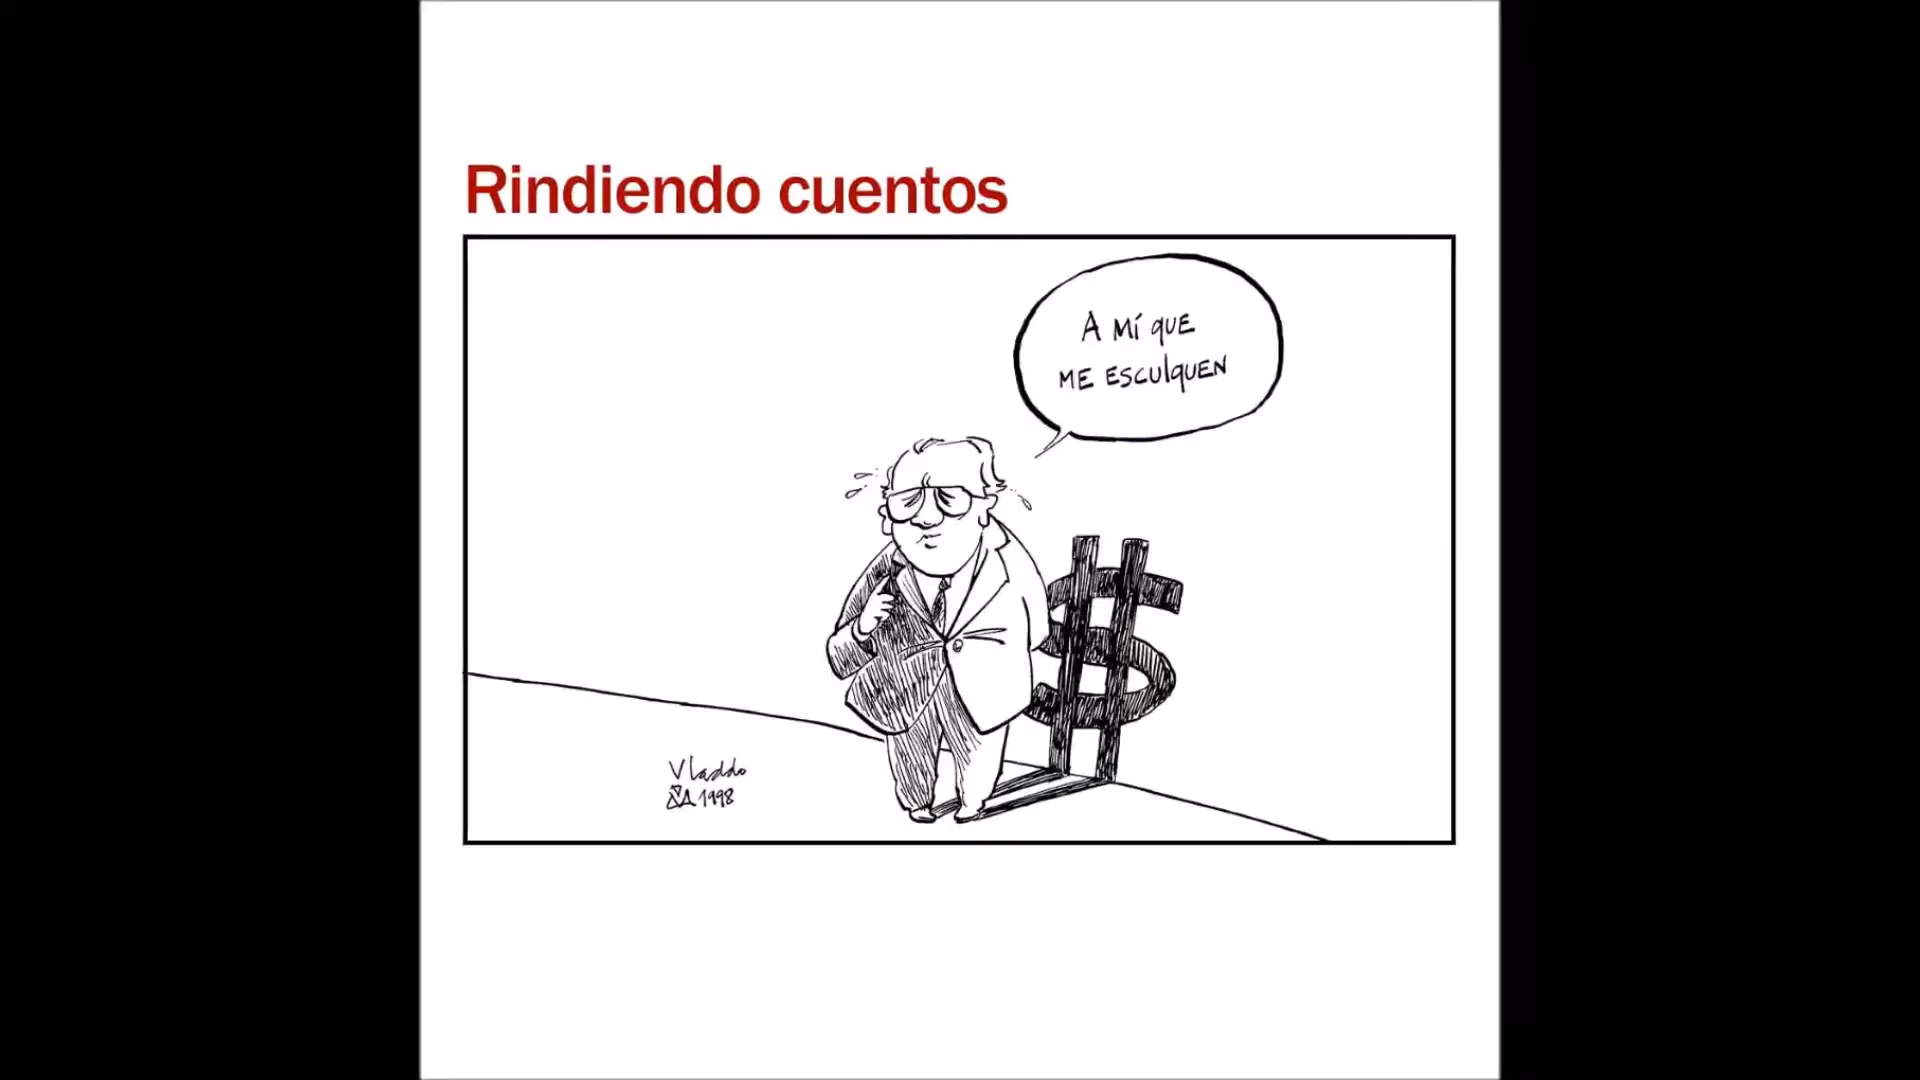 Rindiendo cuentos
A MÍ QUE
ME ESCULQUEN
Vladdo
1998